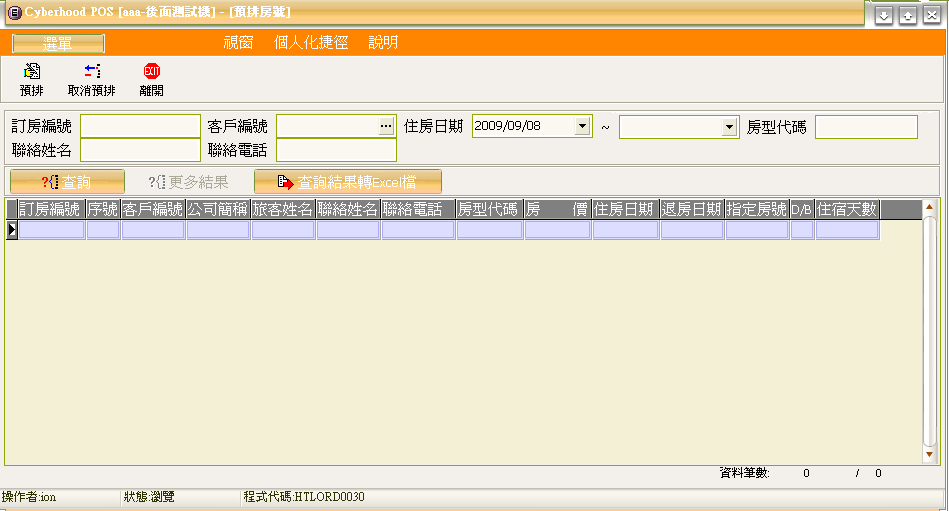 Cyberhood POS [aaa-後面測試機] - [預排房號]
選單 視窗 個人化捷徑 說明
預排 取消預排 EXIT 離開
訂房編號 客戶編號 ... 住房日期 2009/09/08 ~ 房型代碼
聯絡姓名 聯絡電話
?{} 查詢 ?{} 更多結果 查詢結果轉Excel檔
訂房編號 序號 客戶編號 公司簡稱 旅客姓名 聯絡姓名 聯絡電話 房型代碼 房 價 住房日期 退房日期 指定房號 D/B 住宿天數
資料筆數: 0 / 0
操作者:ion 狀態:瀏覽 程式代碼:HTLORD0030